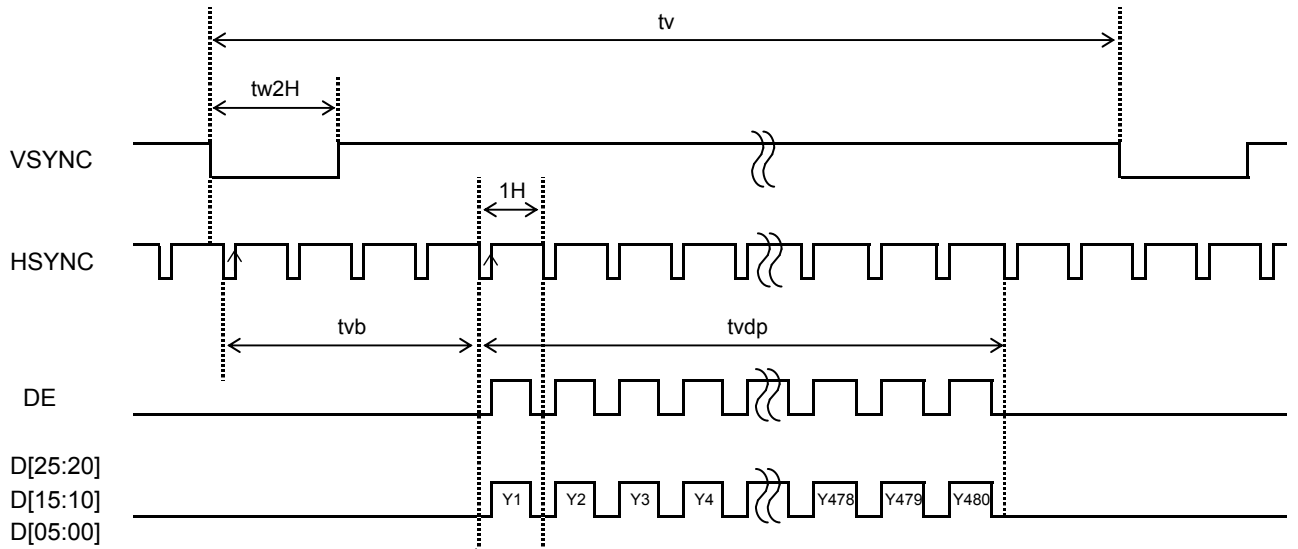 tv
tw2H
VSYNC
1H
HSYNC
tvb
tvdp
DE
D[25:20]
D[15:10]
D[05:00]
Y1 Y2 Y3 Y4 Y478 Y479 Y480